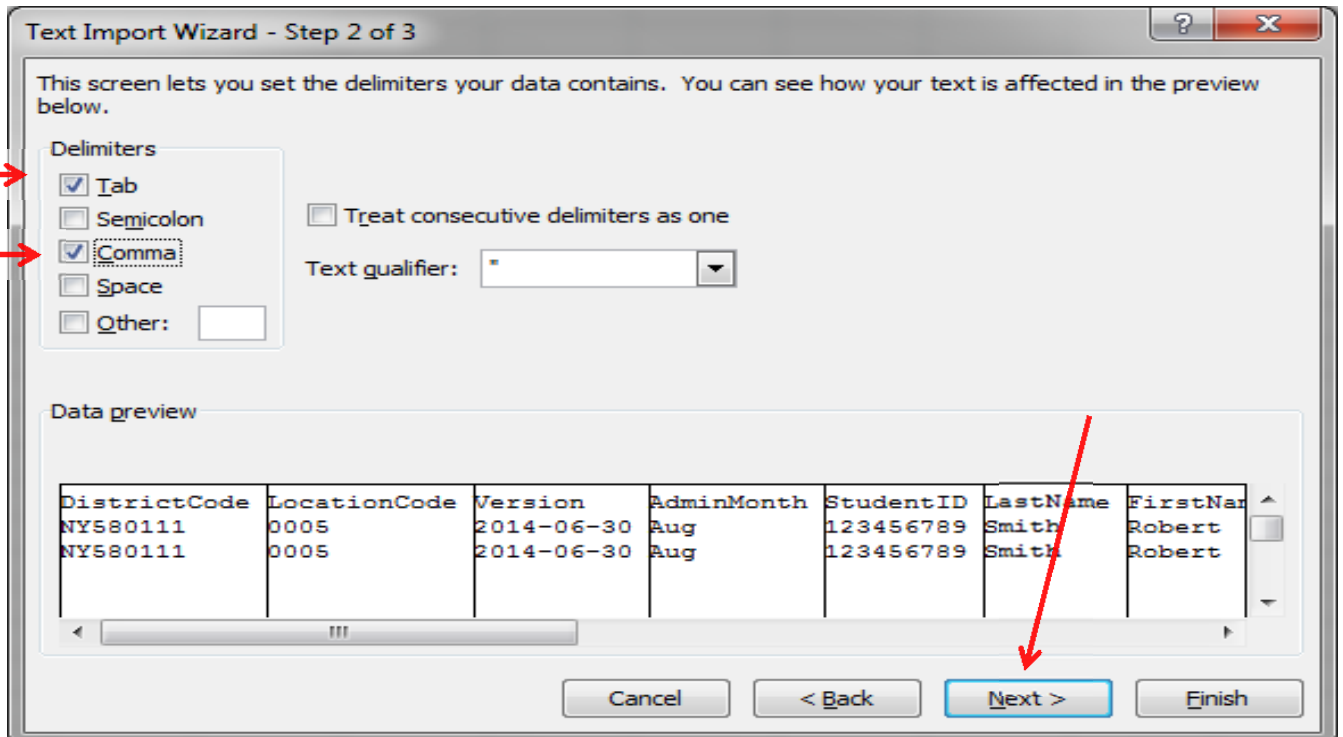 Text Import Wizard - Step 2 of 3
?
This screen lets you set the delimiters your data contains. You can see how your text is affected in the preview
below.
Delimiters
Tab
Semicolon
Comma
Space
Other:
Treat consecutive delimiters as one
Text qualifier: "
Data preview
DistrictCode LocationCode Version AdminMonth StudentID LastName FirstNam
NY580111 0005 2014-06-30 Aug 123456789 Smith Robert
NY580111 0005 2014-06-30 Aug 123456789 Smith Robert
Cancel < Back Next > Finish